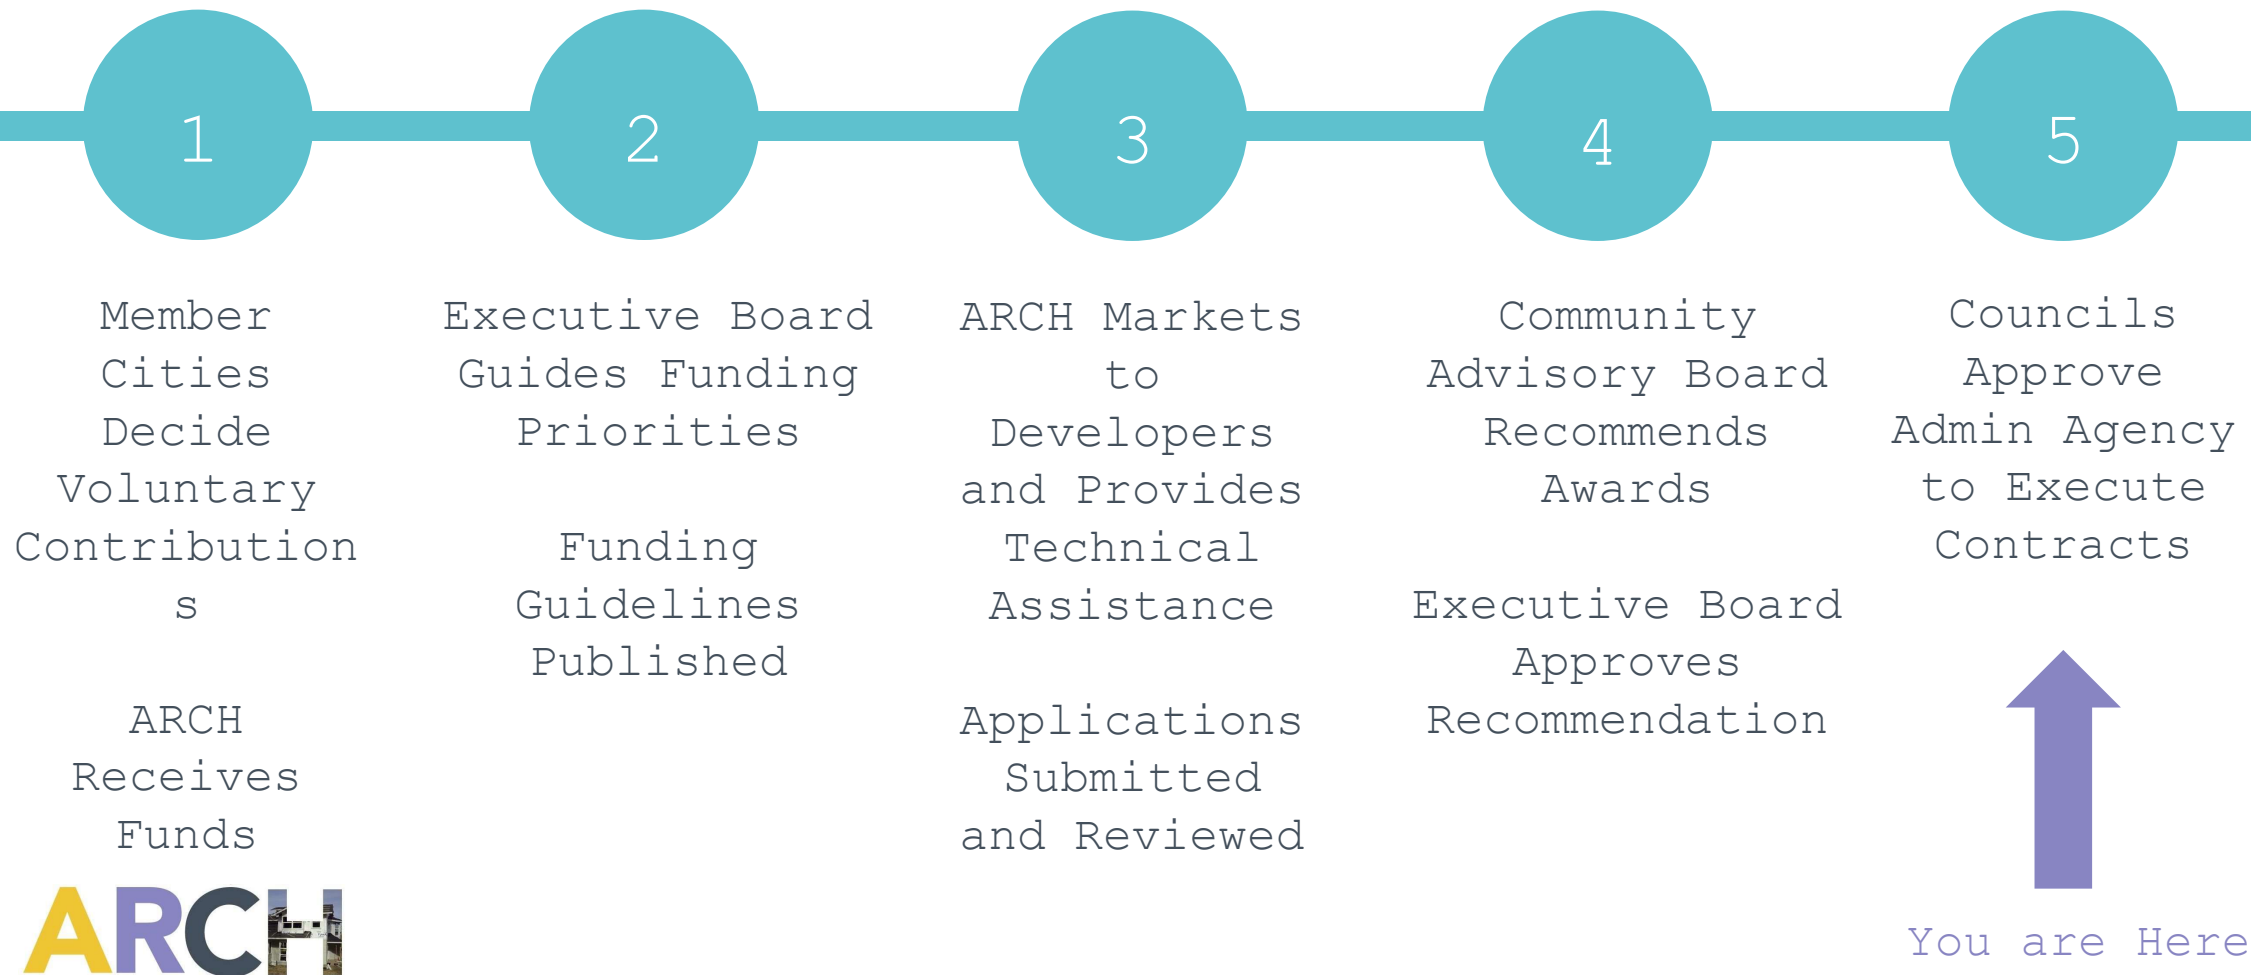 1
2
3
4
5
Member
Cities
Decide
Voluntary
Contribution
s
ARCH
Receives
Funds
Executive Board
Guides Funding
Priorities
Funding
Guidelines
Published
ARCH Markets
to
Developers
and Provides
Technical
Assistance
Applications
Submitted
and Reviewed
Community
Advisory Board
Recommends
Awards
Executive Board
Approves
Recommendation
Councils
Approve
Admin Agency
to Execute
Contracts
You are Here
ARCH